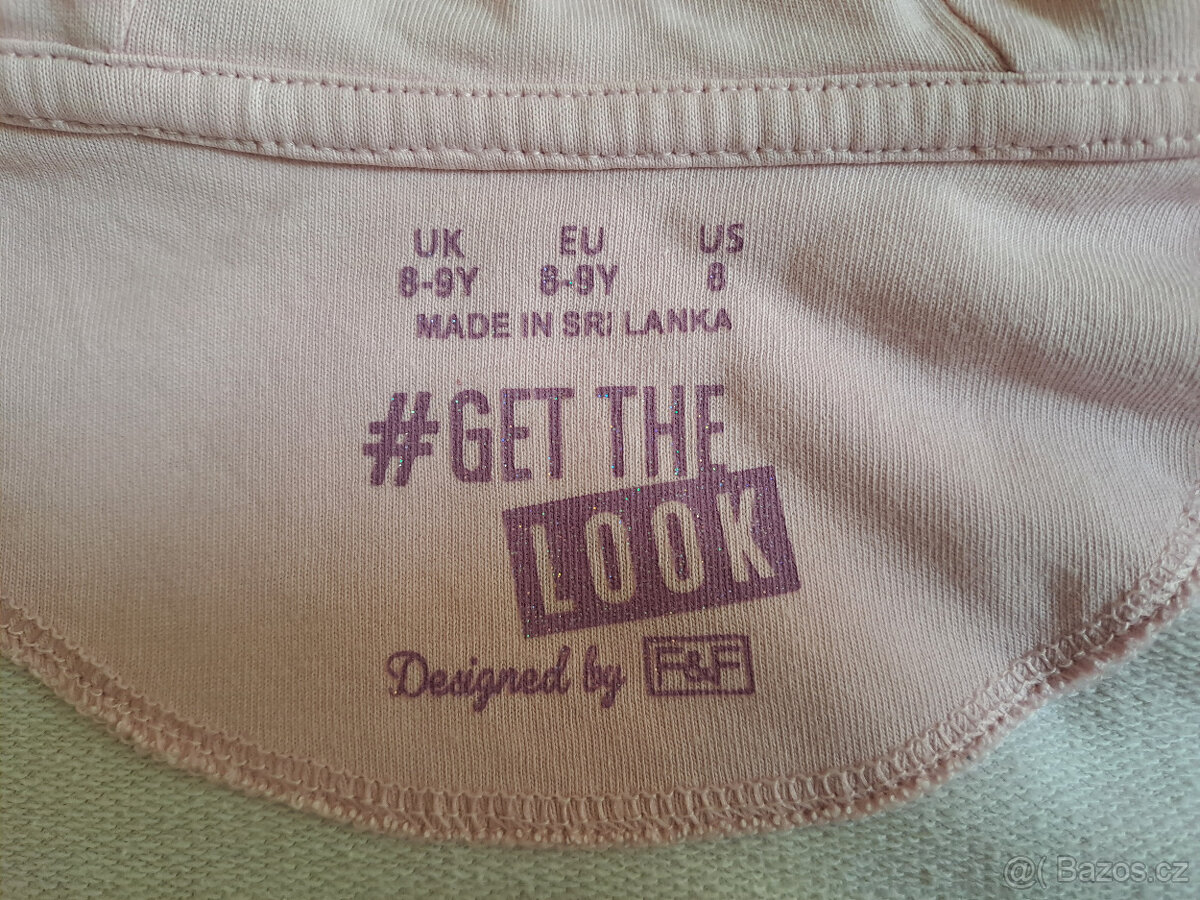 UK EU US
8-9Y 8-9Y 8
MADE IN SRI LANKA
#GET THE
LOOK
Designed by F&F
@( Bazos.cz